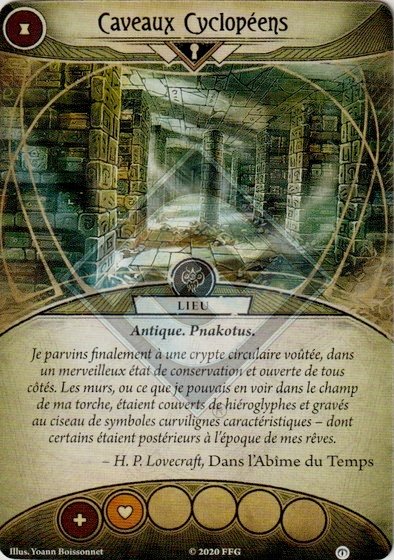 Caveaux Cyclopéens
LIEU
Antique. Pnakotus.
Je parvins finalement à une crypte circulaire voûtée, dans
un merveilleux état de conservation et ouverte de tous
côtés. Les murs, ou ce que je pouvais en voir dans le champ
de ma torche, étaient couverts de hiéroglyphes et gravés
au ciseau de symboles curvilignes caractéristiques – dont
certains étaient postérieurs à l'époque de mes rêves.
– H. P. Lovecraft, Dans l'Abîme du Temps
Illus. Yoann Boissonnet
© 2020 FFG